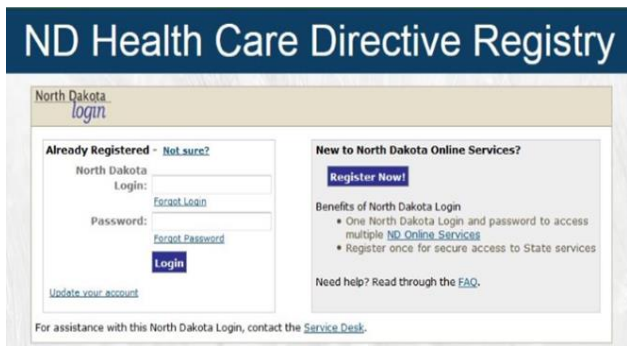 ND Health Care Directive Registry
North Dakota
login
Already Registered - Not sure?
North Dakota
Login:
Forgot Login
Password:
Forgot Password
Login
Update your account
New to North Dakota Online Services?
Register Now!
Benefits of North Dakota Login
• One North Dakota Login and password to access
multiple ND Online Services
• Register once for secure access to State services
Need help? Read through the FAQ.
For assistance with this North Dakota Login, contact the Service Desk.